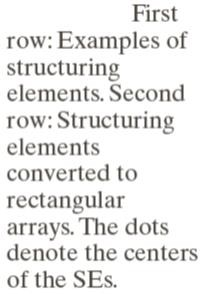 First
row: Examples of
structuring
elements. Second
row: Structuring
elements
converted to
rectangular
arrays. The dots
denote the centers
of the SEs.